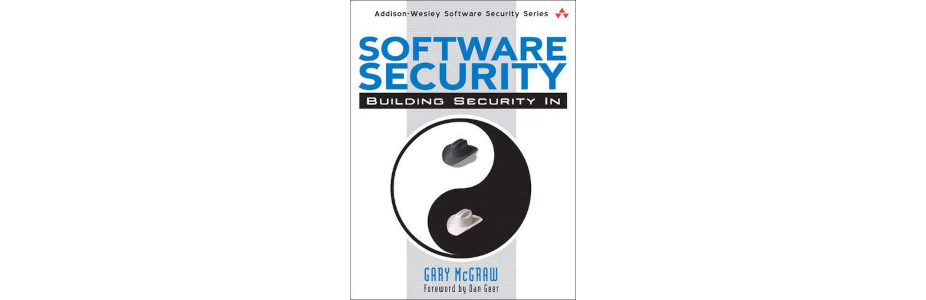 Addison-Wesley Software Security Series
SOFTWARE
SECURITY
BUILDING SECURITY IN
GARY McGRAW
Foreword by Dan Geer